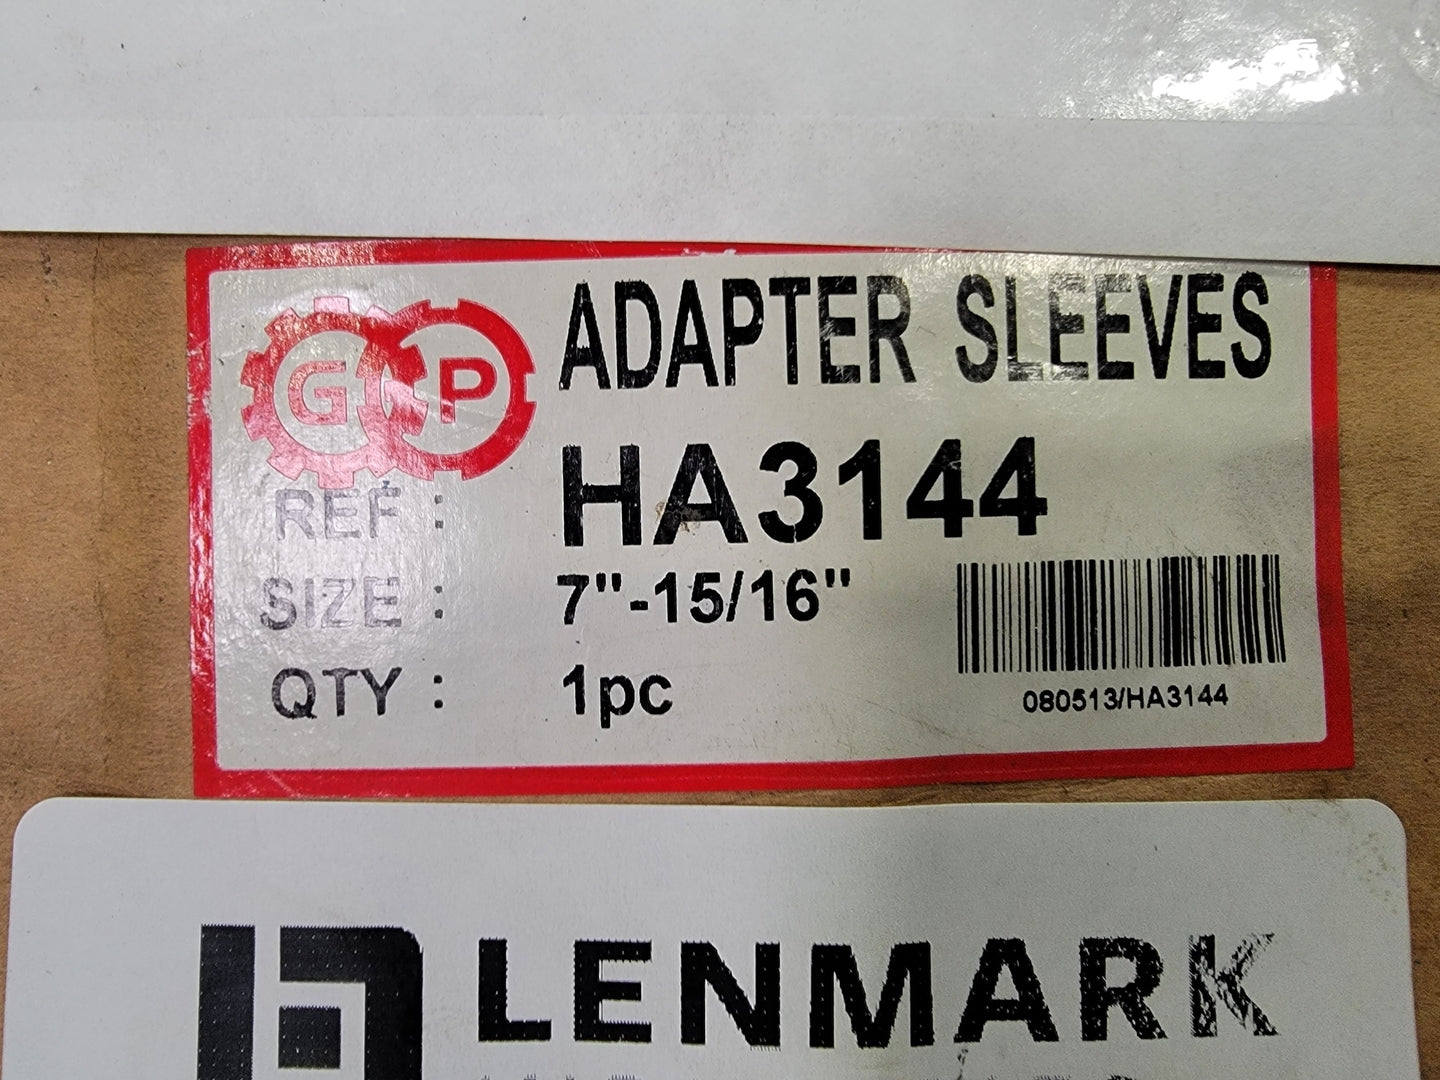 G P
ADAPTER SLEEVES
REF : HA3144
SIZE : 7"-15/16"
QTY : 1pc
080513/HA3144
LENMARK